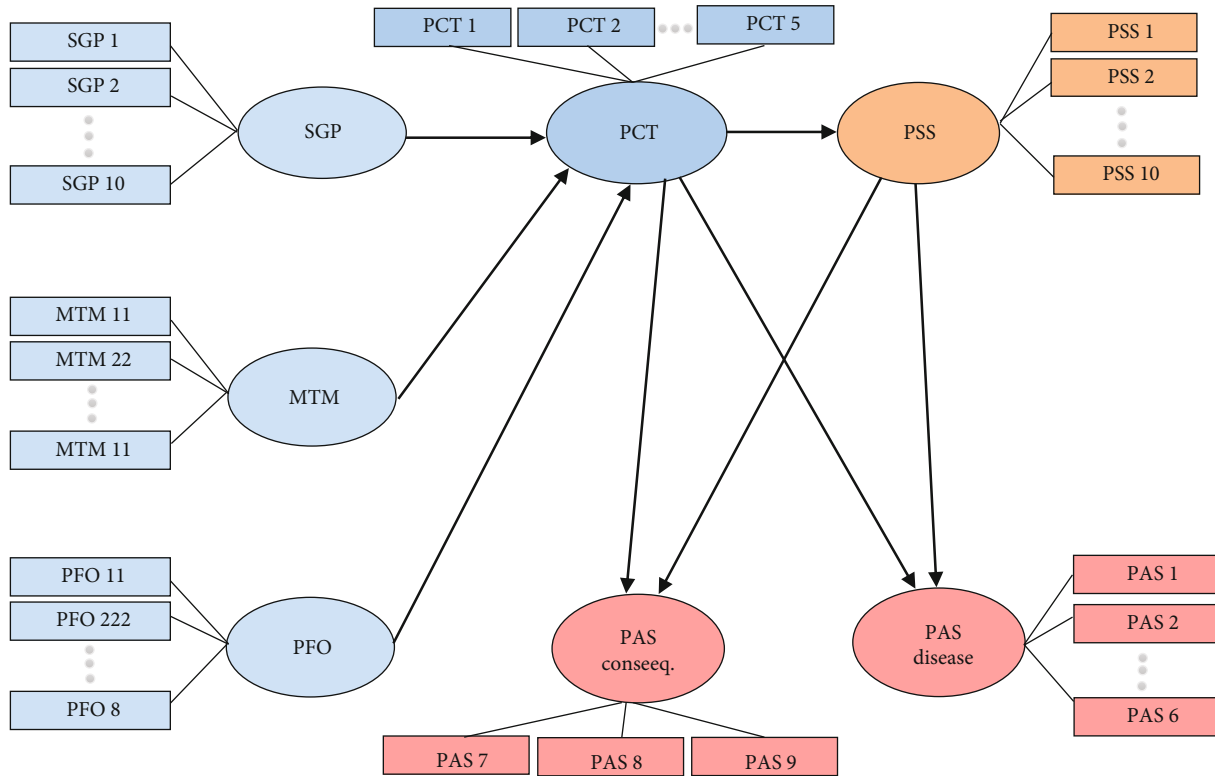 SGP 1
SGP 2
SGP 10
SGP
PCT 1
PCT 2
PCT 5
PCT
PSS
PSS 1
PSS 2
PSS 10
MTM 11
MTM 22
MTM 11
MTM
PFO 11
PFO 222
PFO 8
PFO
PAS
conseeq.
PAS 7
PAS 8
PAS 9
PAS
disease
PAS 1
PAS 2
PAS 6